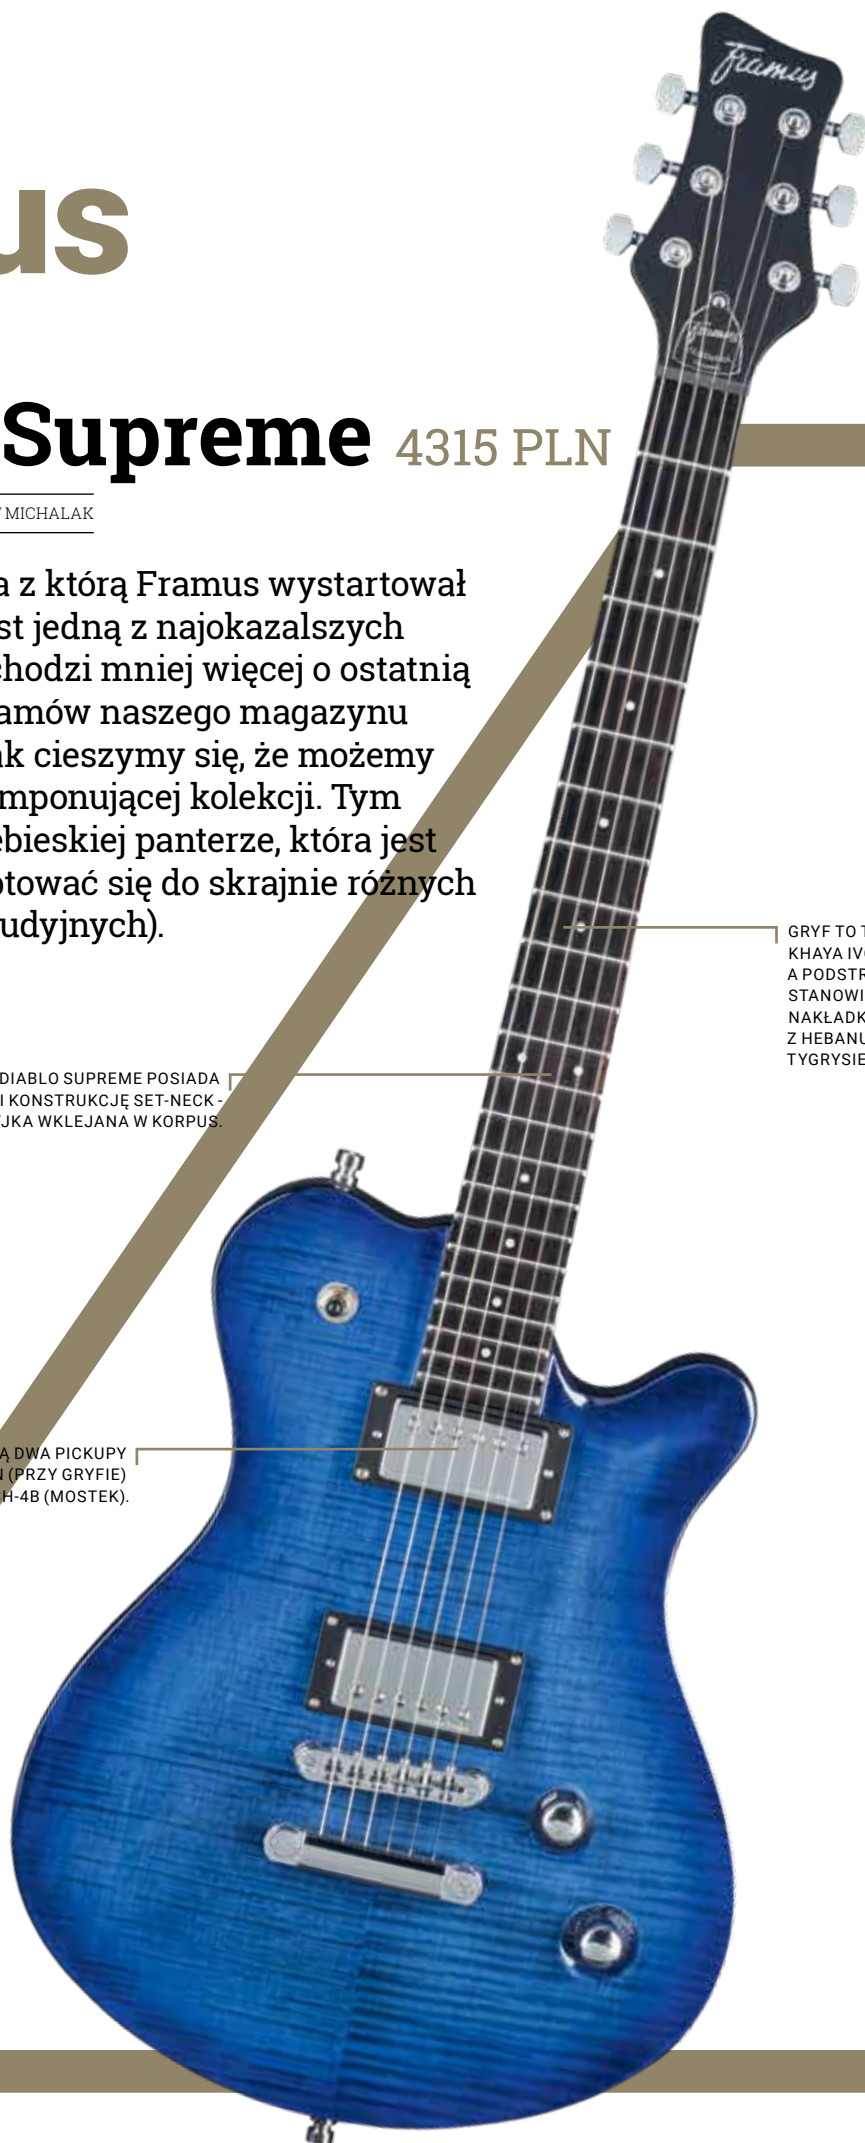 Framus
us
Framus
Supreme 4315 PLN
MICHALAK
a z którą Framus wystartował
st jedną z najokazalszych
chodzi mniej więcej o ostatnią
amów naszego magazynu
ak cieszymy się, że możemy
mponującej kolekcji. Tym
ebieskiej panterze, która jest
ptować się do skrajnie różnych
udyjnych).
GRYF TO T
KHAYA IV
A PODSTR
STANOWI
NAKŁADK
Z HEBANU
TYGRYSIE
DIABLO SUPREME POSIADA
I KONSTRUKCJĘ SET-NECK -
JKA WKLEJANA W KORPUS.
Ą DWA PICKUPY
N (PRZY GRYFIE)
H-4B (MOSTEK).